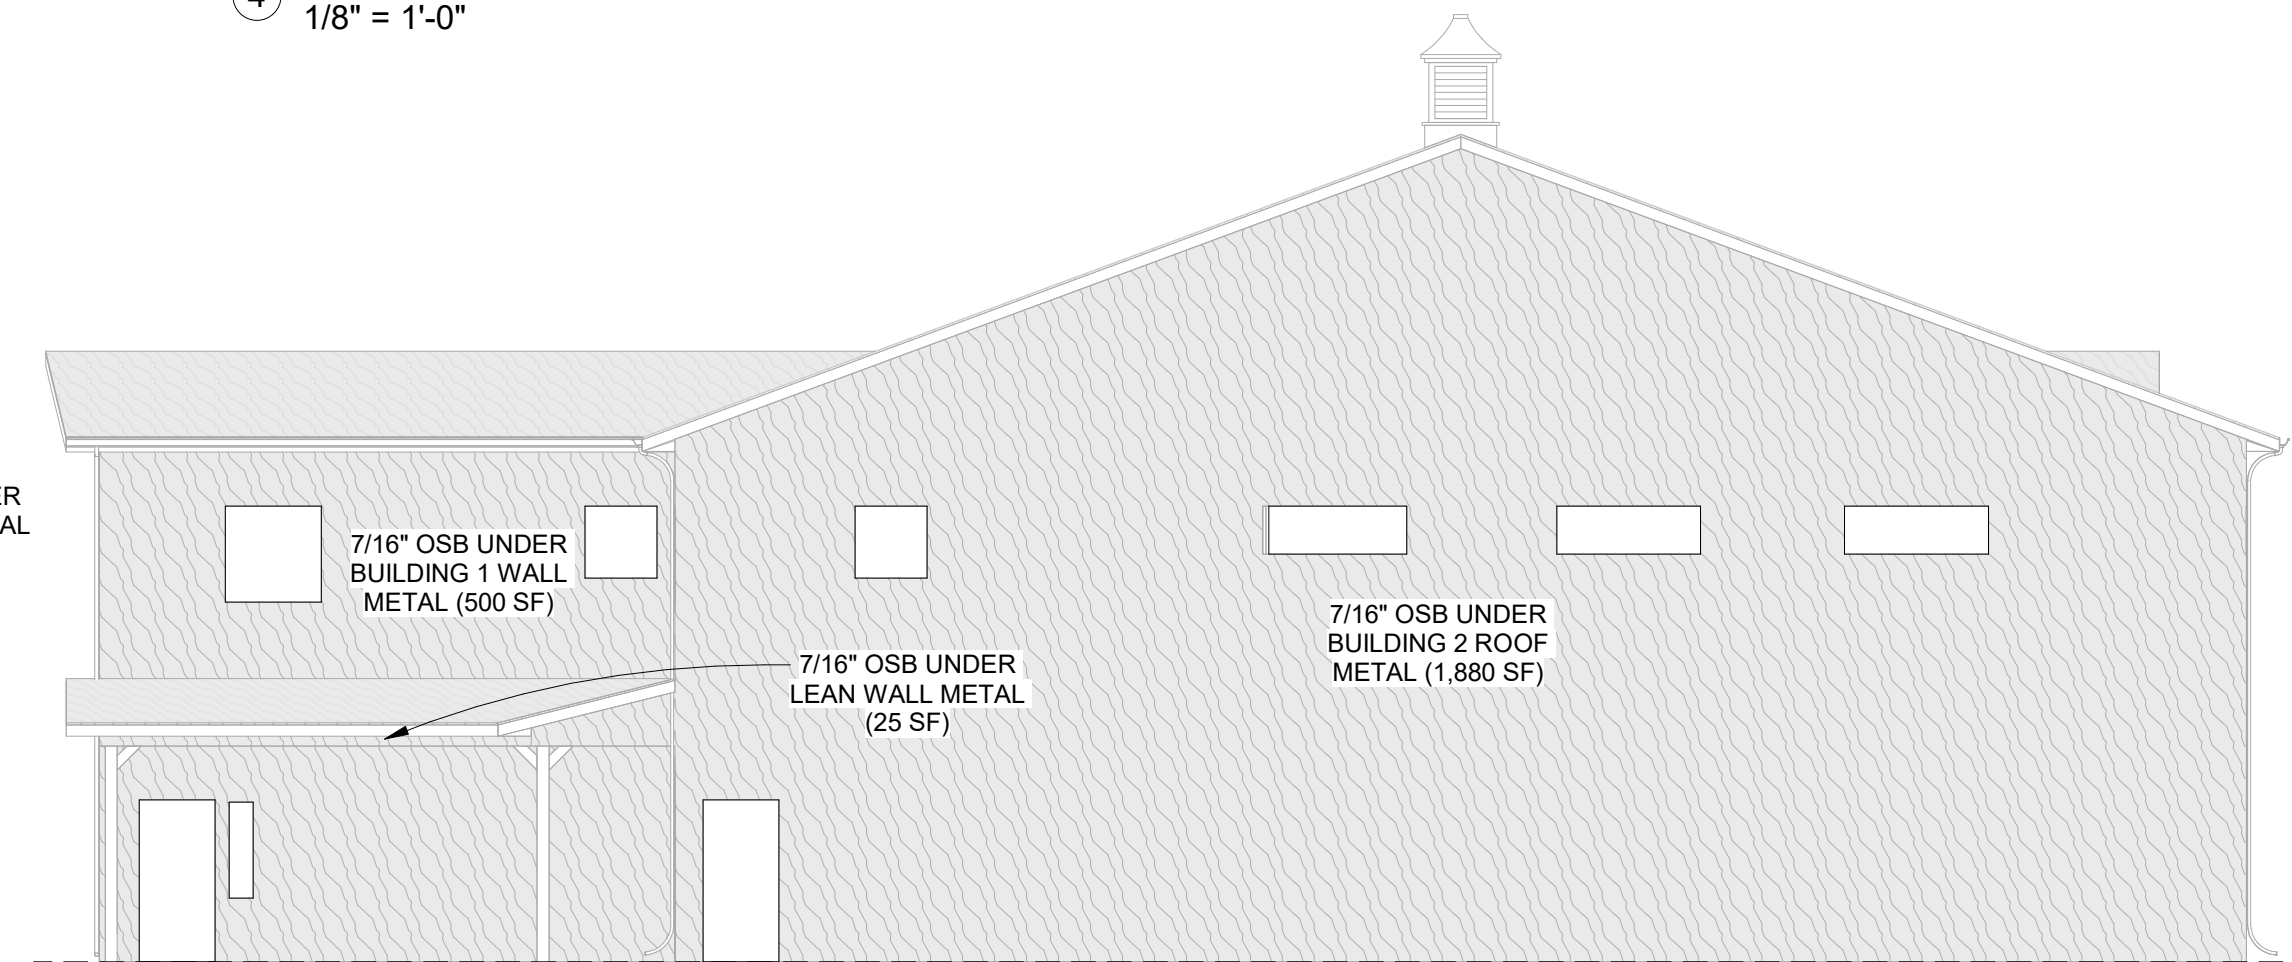 4
1/8" = 1'-0"
ER
AL
7/16" OSB UNDER
BUILDING 1 WALL
METAL (500 SF)
7/16" OSB UNDER
LEAN WALL METAL
(25 SF)
7/16" OSB UNDER
BUILDING 2 ROOF
METAL (1,880 SF)